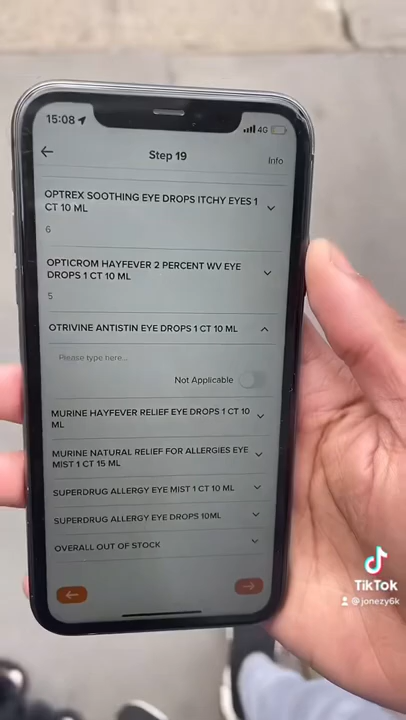 15:08
4G
Step 19
Info
OPTREX SOOTHING EYE DROPS ITCHY EYES 1
CT 10 ML
6
OPTICROM HAYFEVER 2 PERCENT WV EYE
DROPS 1 CT 10 ML
5
OTRIVINE ANTISTIN EYE DROPS 1 CT 10 ML
Please type here...
Not Applicable
MURINE HAYFEVER RELIEF EYE DROPS 1 CT 10
ML
MURINE NATURAL RELIEF FOR ALLERGIES EYE
MIST 1 CT 15 ML
SUPERDRUG ALLERGY EYE MIST 1 CT 10 ML
SUPERDRUG ALLERGY EYE DROPS 10ML
OVERALL OUT OF STOCK
TikTok
@jonezy6k